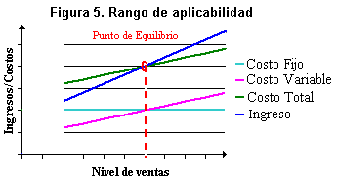 Figura 5. Rango de aplicabilidad
Punto de Equilibrio
Ingresos/Costos
Costo Fijo
Costo Variable
Costo Total
Ingreso
Nivel de ventas